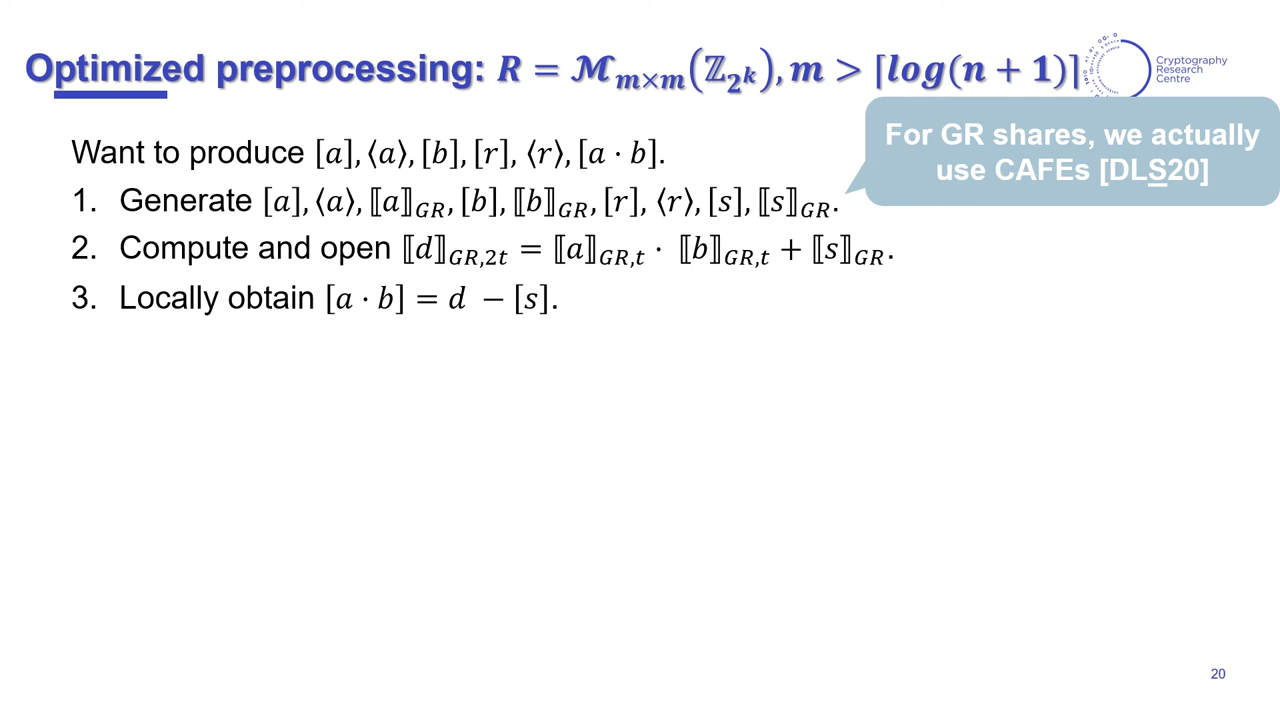 Optimized preprocessing: R = ℳ_{m×m}(ℤ_{2^k}), m > ⌈log(n + 1)⌉
Cryptography
Research
Centre
For GR shares, we actually
use CAFEs [DLS20]
Want to produce [a], ⟨a⟩, [b], [r], ⟨r⟩, [a · b].
1. Generate [a], ⟨a⟩, ⟦a⟧_{GR}, [b], ⟦b⟧_{GR}, [r], ⟨r⟩, [s], ⟦s⟧_{GR}.
2. Compute and open ⟦d⟧_{GR,2t} = ⟦a⟧_{GR,t} · ⟦b⟧_{GR,t} + ⟦s⟧_{GR}.
3. Locally obtain [a · b] = d − [s].
20